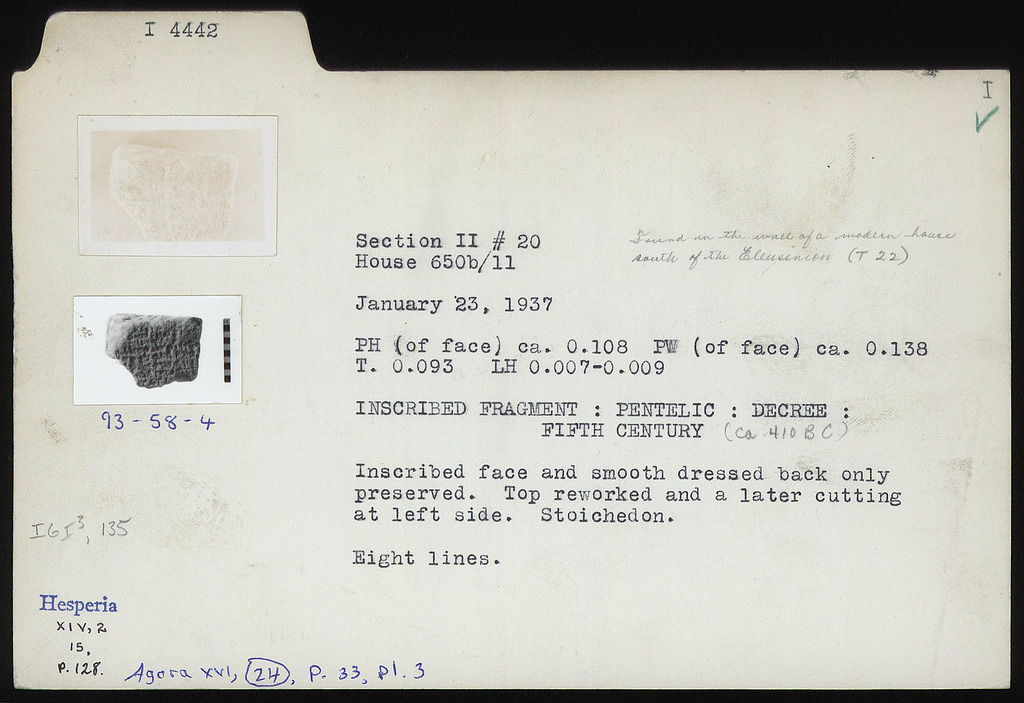 I 4442
I
Section II # 20
House 650b/11
Found in the wall of a modern house
south of the Eleusinion (T 22)
January 23, 1937
PH (of face) ca. 0.108 PW (of face) ca. 0.138
T. 0.093 LH 0.007-0.009
93-58-4
INSCRIBED FRAGMENT : PENTELIC : DECREE :
FIFTH CENTURY (ca 410 BC)
Inscribed face and smooth dressed back only
preserved. Top reworked and a later cutting
at left side. Stoichedon.
IG I³, 135
Eight lines.
Hesperia
XIV, 2
15,
P. 128.
Agora XVI, 24, P. 33, pl. 3